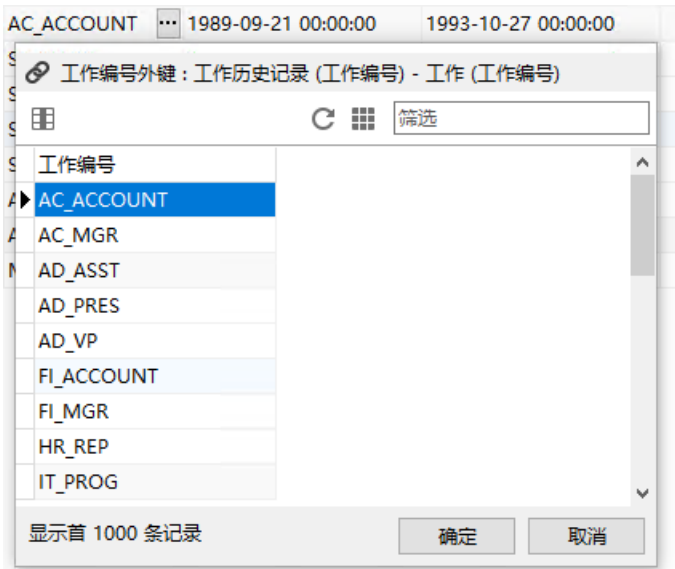 AC_ACCOUNT ... 1989-09-21 00:00:00 1993-10-27 00:00:00
工作编号外键 : 工作历史记录 (工作编号) - 工作 (工作编号)
筛选
工作编号
AC_ACCOUNT
AC_MGR
AD_ASST
AD_PRES
AD_VP
FI_ACCOUNT
FI_MGR
HR_REP
IT_PROG
显示首 1000 条记录 确定 取消